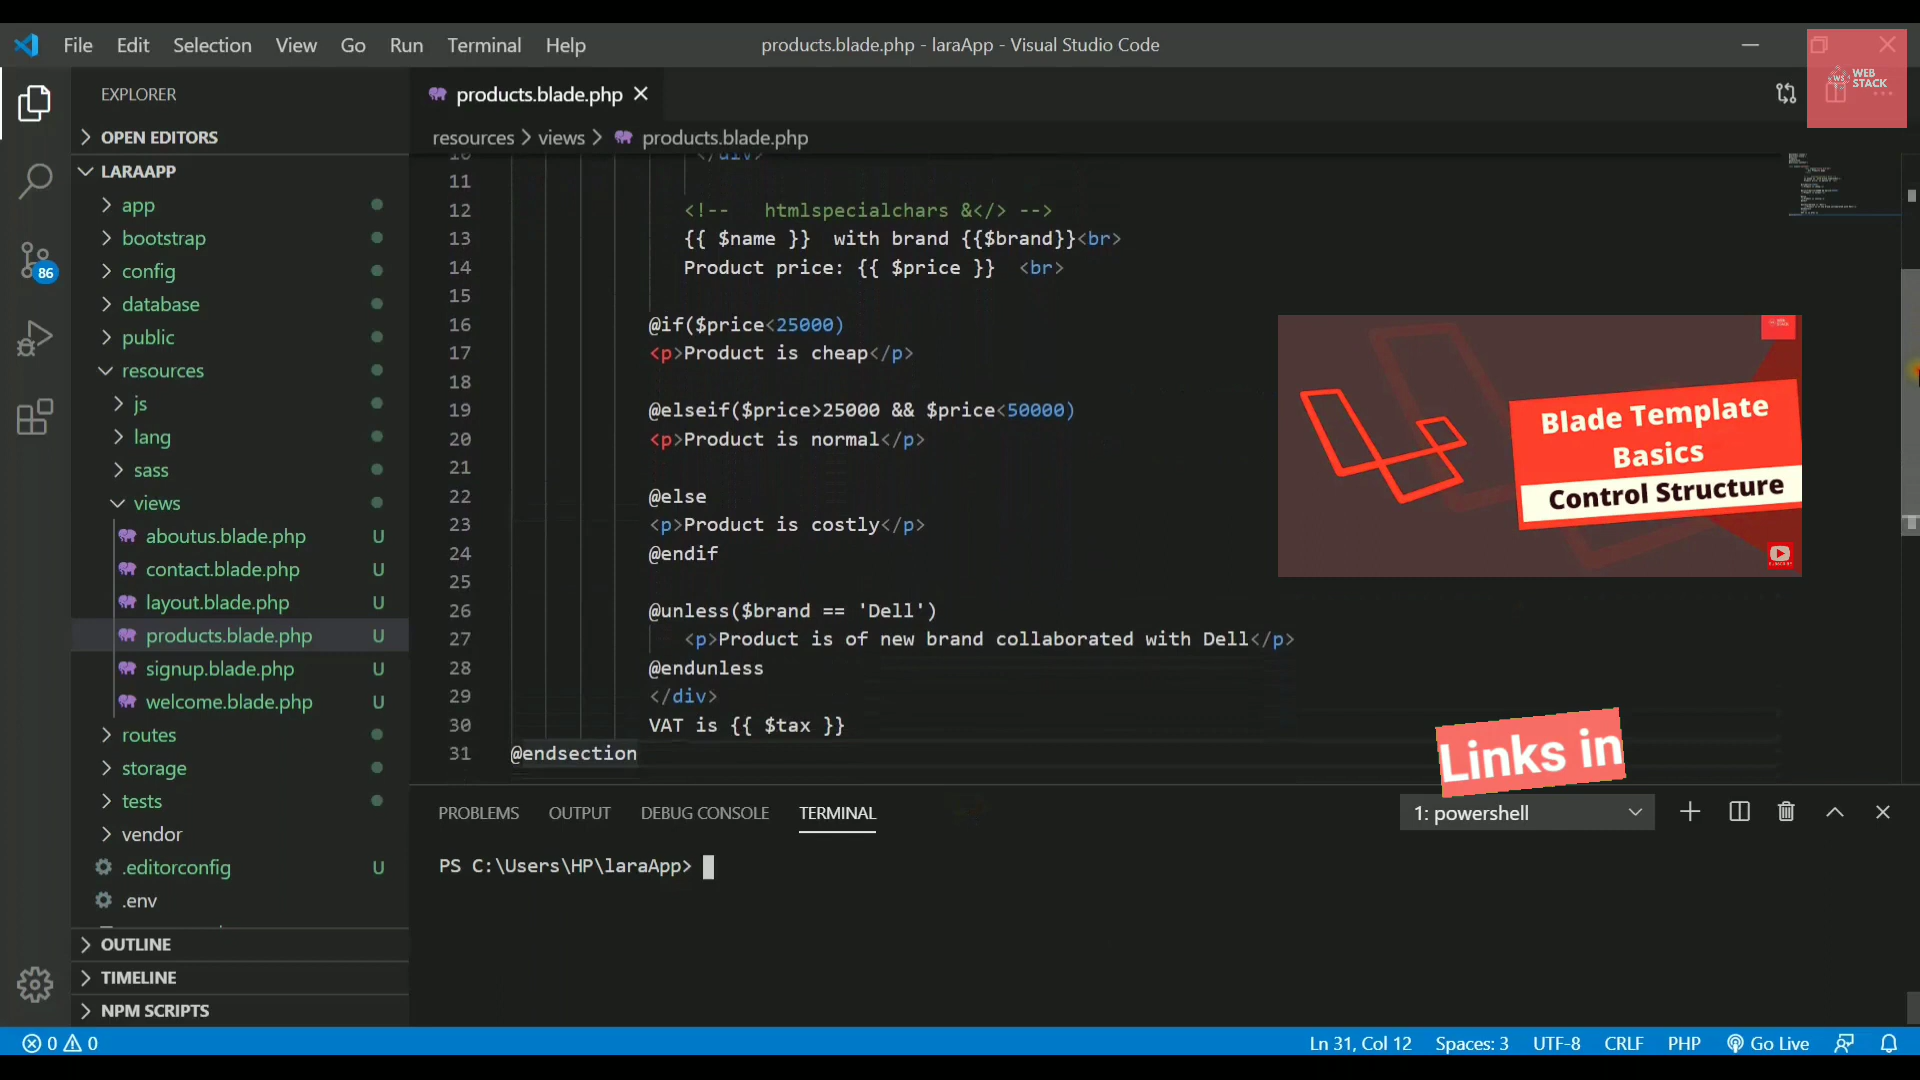 File Edit Selection View Go Run Terminal Help
products.blade.php - laraApp - Visual Studio Code
WS WEB STACK
EXPLORER
OPEN EDITORS
LARAAPP
app
bootstrap
config
database
public
resources
js
lang
sass
views
aboutus.blade.php U
contact.blade.php U
layout.blade.php U
products.blade.php U
signup.blade.php U
welcome.blade.php U
routes
storage
tests
vendor
.editorconfig U
.env
OUTLINE
TIMELINE
NPM SCRIPTS
86
products.blade.php
resources > views > products.blade.php
10 </div>
11
12 <!--   htmlspecialchars &</> -->
13 {{ $name }}  with brand {{$brand}}<br>
14 Product price: {{ $price }}  <br>
15
16 @if($price<25000)
17 <p>Product is cheap</p>
18
19 @elseif($price>25000 && $price<50000)
20 <p>Product is normal</p>
21
22 @else
23 <p>Product is costly</p>
24 @endif
25
26 @unless($brand == 'Dell')
27 <p>Product is of new brand collaborated with Dell</p>
28 @endunless
29 </div>
30 VAT is {{ $tax }}
31 @endsection
Blade Template
Basics
Control Structure
Links in
PROBLEMS OUTPUT DEBUG CONSOLE TERMINAL
1: powershell
PS C:\Users\HP\laraApp>
0 0
Ln 31, Col 12 Spaces: 3 UTF-8 CRLF PHP Go Live